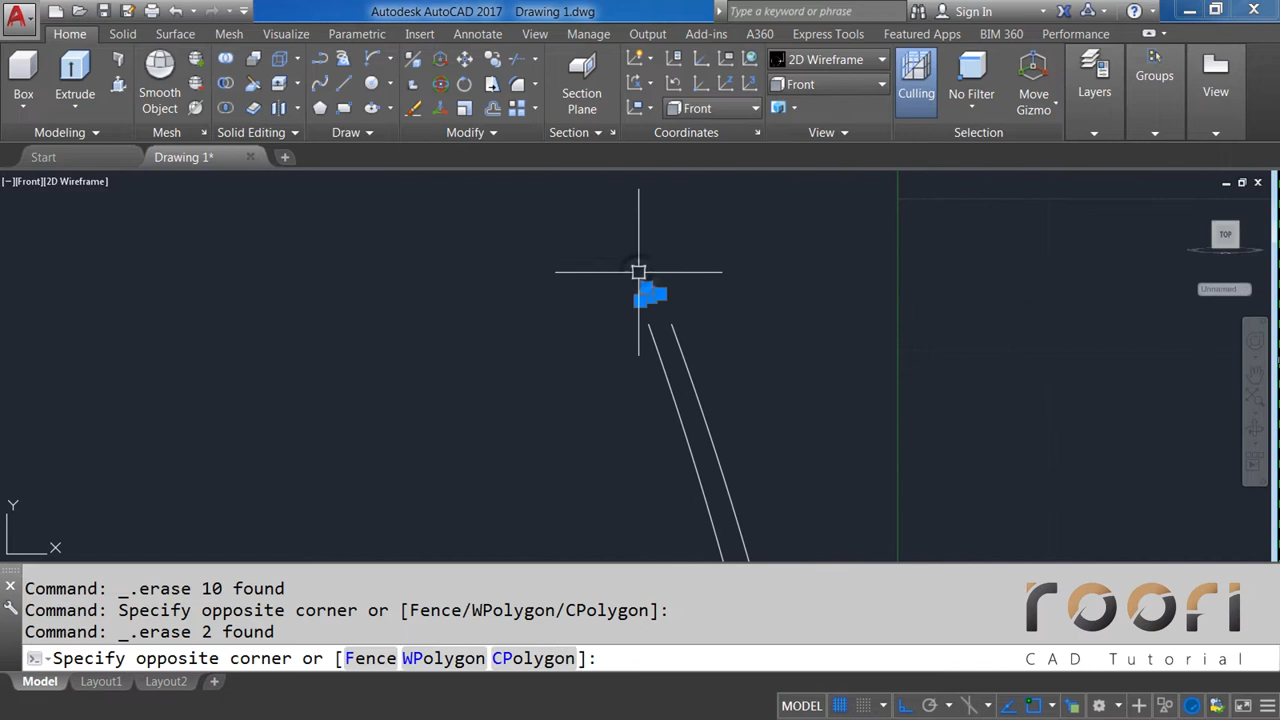 Autodesk AutoCAD 2017 Drawing 1.dwg
Type a keyword or phrase
Sign In
Home Solid Surface Mesh Visualize Parametric Insert Annotate View Manage Output Add-ins A360 Express Tools Featured Apps BIM 360 Performance
Box Extrude Smooth Object Section Plane Front 2D Wireframe Front Culling No Filter Move Gizmo Layers Groups View
Modeling Mesh Solid Editing Draw Modify Section Coordinates View Selection
Start Drawing 1*
[−][Front][2D Wireframe]
TOP
Unnamed
Y
X
Command: _.erase 10 found
Command: Specify opposite corner or [Fence/WPolygon/CPolygon]:
Command: _.erase 2 found
Specify opposite corner or [Fence WPolygon CPolygon]:
roofi
CAD Tutorial
Model Layout1 Layout2
MODEL